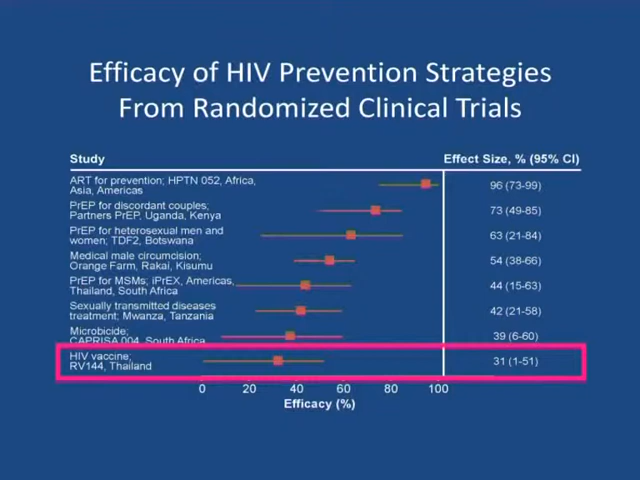 Efficacy of HIV Prevention Strategies
From Randomized Clinical Trials
Study Effect Size, % (95% CI)
ART for prevention; HPTN 052, Africa,
Asia, Americas
96 (73-99)
PrEP for discordant couples;
Partners PrEP, Uganda, Kenya
73 (49-85)
PrEP for heterosexual men and
women; TDF2, Botswana
63 (21-84)
Medical male circumcision;
Orange Farm, Rakai, Kisumu
54 (38-66)
PrEP for MSMs; iPrEX, Americas,
Thailand, South Africa
44 (15-63)
Sexually transmitted diseases
treatment; Mwanza, Tanzania
42 (21-58)
Microbicide;
CAPRISA 004, South Africa
39 (6-60)
HIV vaccine;
RV144, Thailand
31 (1-51)
0 20 40 60 80 100
Efficacy (%)